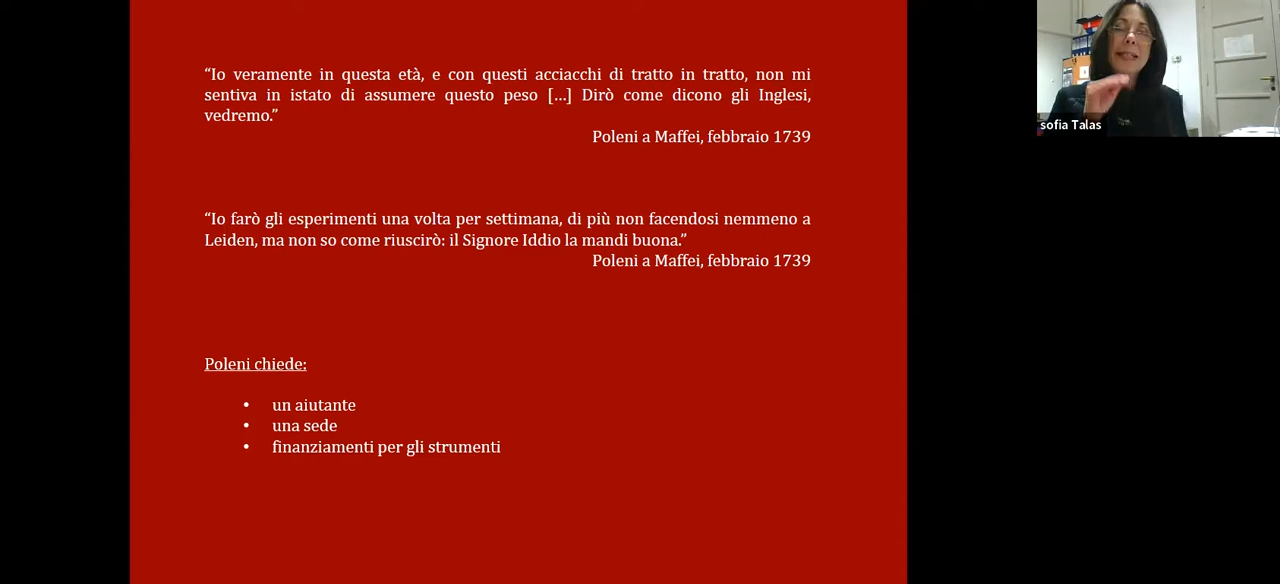 “Io veramente in questa età, e con questi acciacchi di tratto in tratto, non mi
sentiva in istato di assumere questo peso [...] Dirò come dicono gli Inglesi,
vedremo.”
Poleni a Maffei, febbraio 1739
“Io farò gli esperimenti una volta per settimana, di più non facendosi nemmeno a
Leiden, ma non so come riuscirò: il Signore Iddio la mandi buona.”
Poleni a Maffei, febbraio 1739
Poleni chiede:
• un aiutante
• una sede
• finanziamenti per gli strumenti
sofia Talas